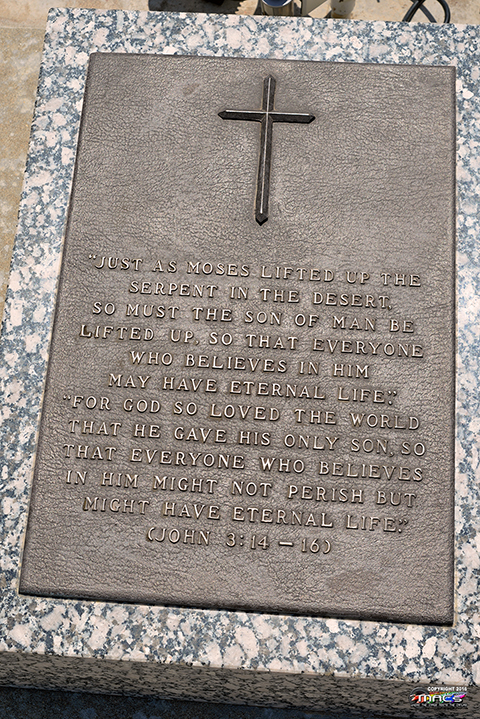 "JUST AS MOSES LIFTED UP THE
SERPENT IN THE DESERT,
SO MUST THE SON OF MAN BE
LIFTED UP, SO THAT EVERYONE
WHO BELIEVES IN HIM
MAY HAVE ETERNAL LIFE."
"FOR GOD SO LOVED THE WORLD
THAT HE GAVE HIS ONLY SON, SO
THAT EVERYONE WHO BELIEVES
IN HIM MIGHT NOT PERISH BUT
MIGHT HAVE ETERNAL LIFE."
(JOHN 3:14 — 16)